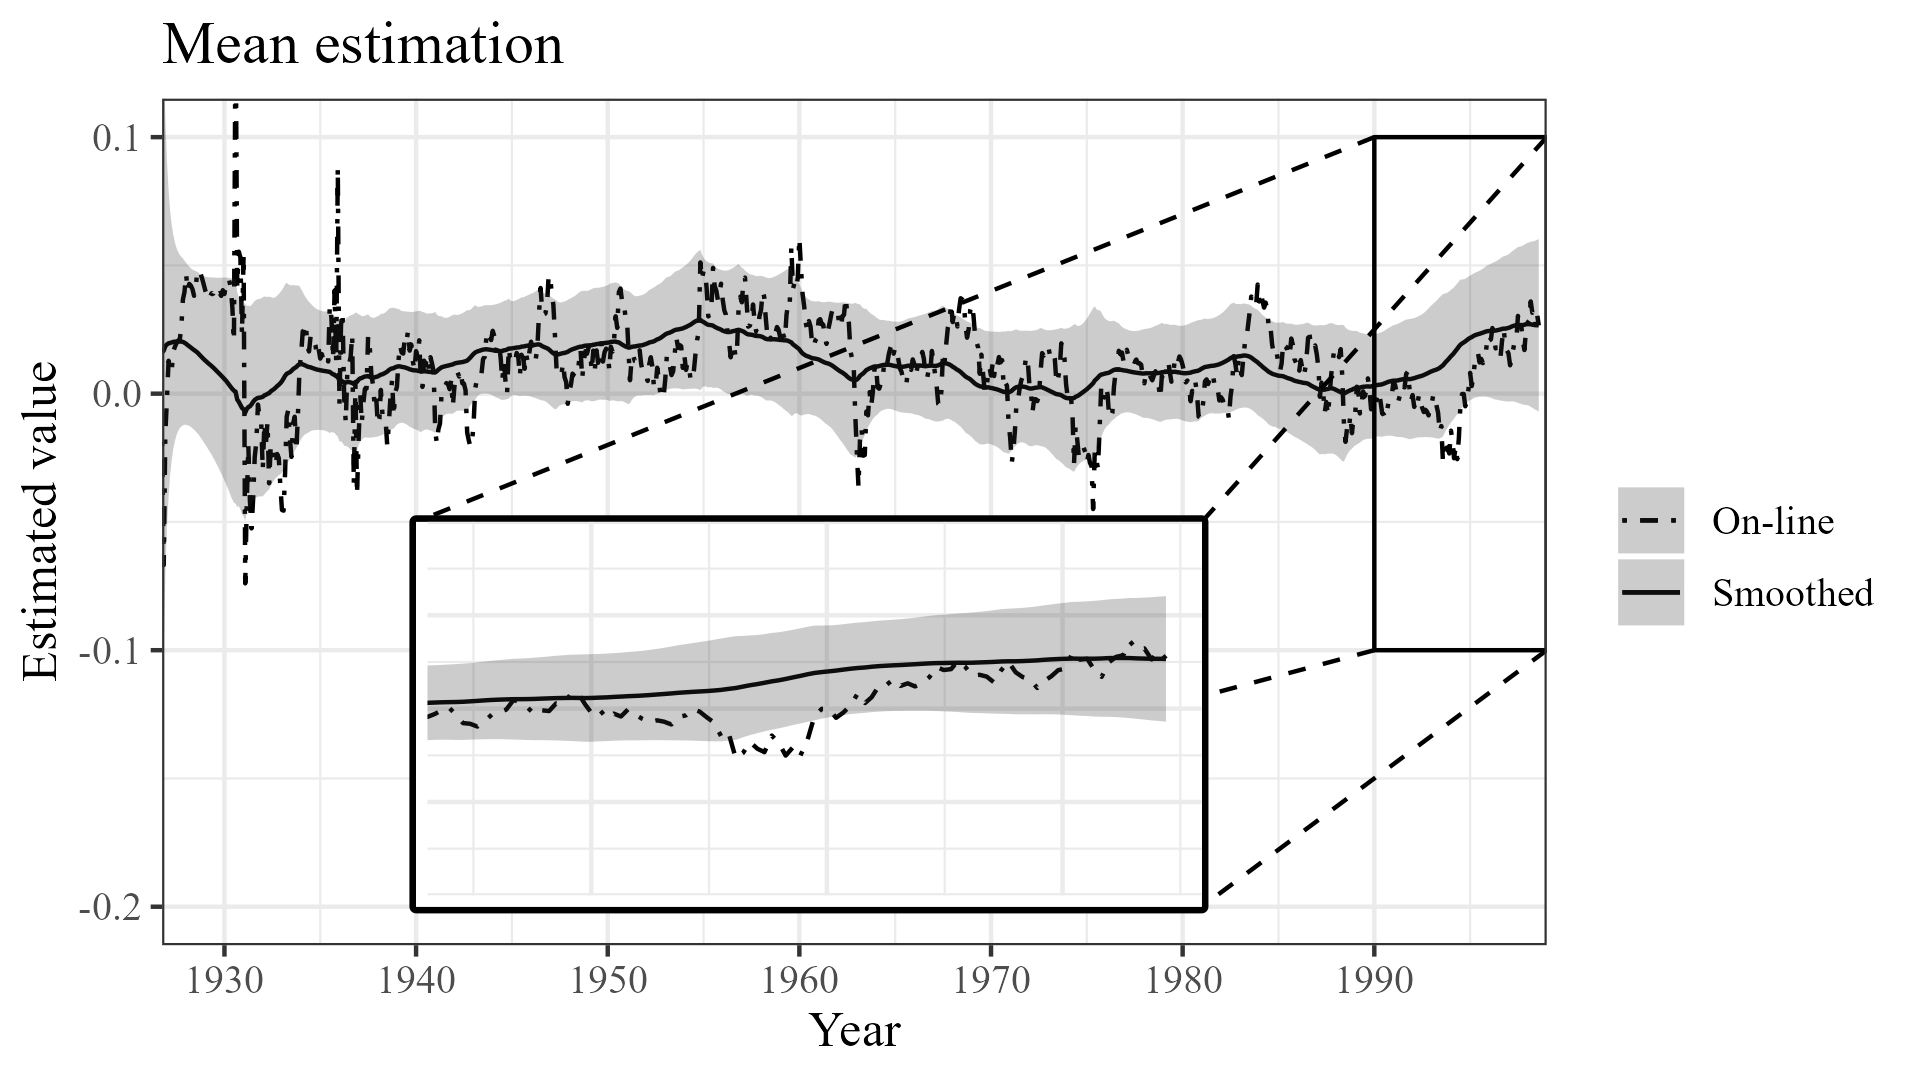 Mean estimation
0.1
0.0
-0.1
-0.2
Estimated value
1930 1940 1950 1960 1970 1980 1990
Year
On-line
Smoothed